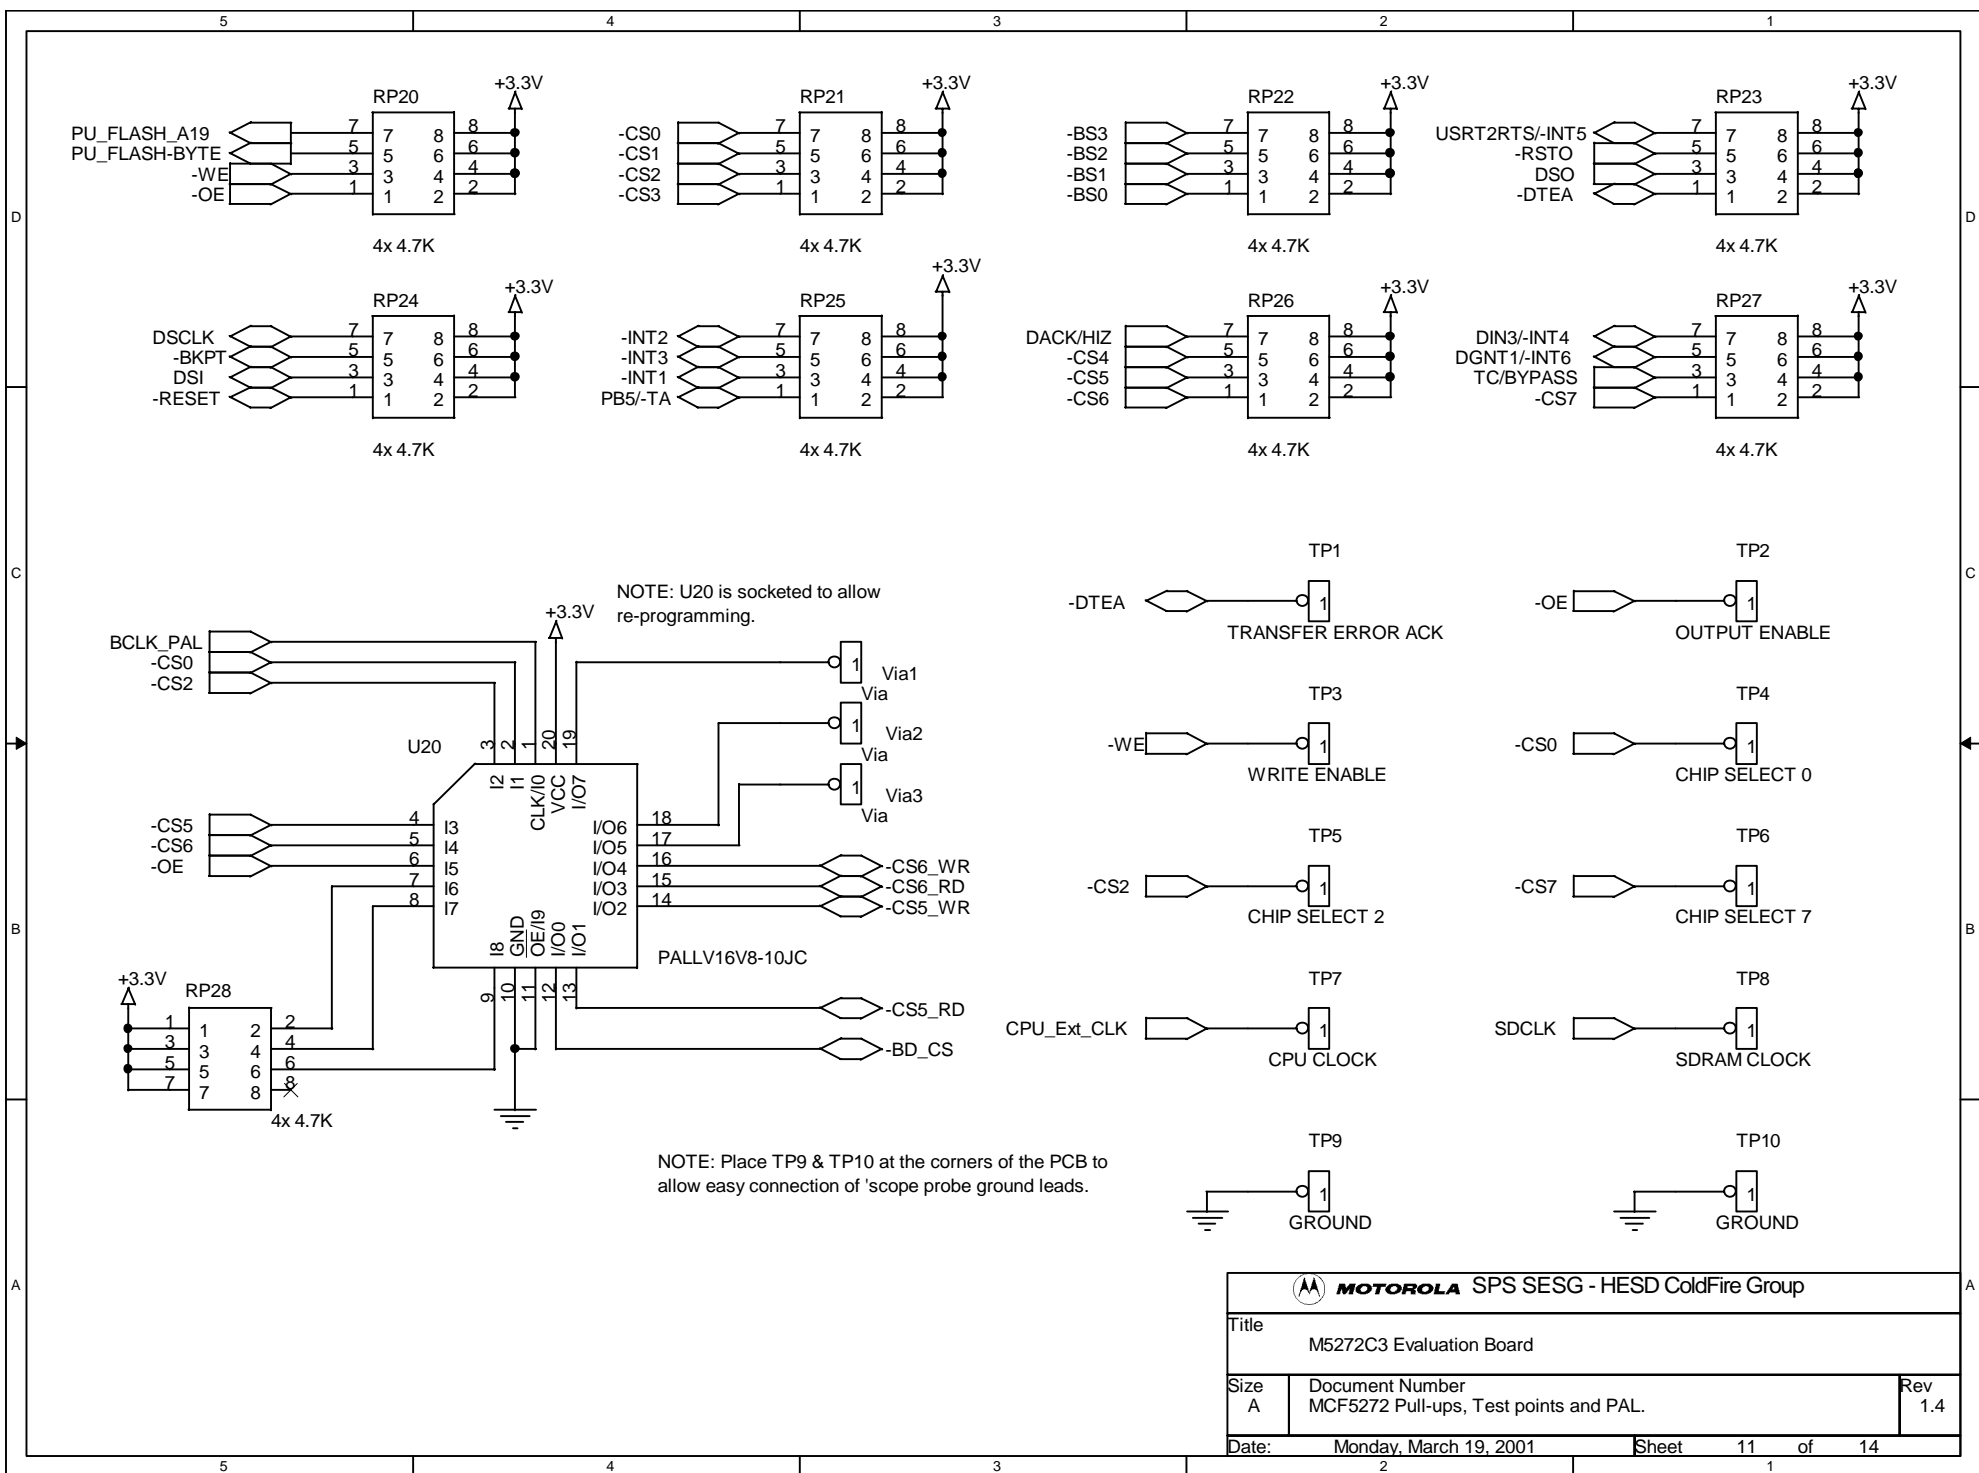 5 4 3 2 1
RP20 +3.3V RP21 +3.3V RP22 +3.3V RP23 +3.3V
PU_FLASH_A19 7 7 8 8
PU_FLASH-BYTE 5 5 6 6
-WE 3 3 4 4
-OE 1 1 2 2
4x 4.7K
-CS0 7 7 8 8
-CS1 5 5 6 6
-CS2 3 3 4 4
-CS3 1 1 2 2
4x 4.7K
-BS3 7 7 8 8
-BS2 5 5 6 6
-BS1 3 3 4 4
-BS0 1 1 2 2
4x 4.7K
USRT2RTS/-INT5 7 7 8 8
-RSTO 5 5 6 6
DSO 3 3 4 4
-DTEA 1 1 2 2
4x 4.7K
D D
RP24 +3.3V RP25 +3.3V RP26 +3.3V RP27 +3.3V
DSCLK 7 7 8 8
-BKPT 5 5 6 6
DSI 3 3 4 4
-RESET 1 1 2 2
4x 4.7K
-INT2 7 7 8 8
-INT3 5 5 6 6
-INT1 3 3 4 4
PB5/-TA 1 1 2 2
4x 4.7K
DACK/HIZ 7 7 8 8
-CS4 5 5 6 6
-CS5 3 3 4 4
-CS6 1 1 2 2
4x 4.7K
DIN3/-INT4 7 7 8 8
DGNT1/-INT6 5 5 6 6
TC/BYPASS 3 3 4 4
-CS7 1 1 2 2
4x 4.7K
C C
NOTE: U20 is socketed to allow
re-programming.
+3.3V
BCLK_PAL
-CS0
-CS2
1 Via1
Via
1 Via2
Via
1 Via3
Via
U20
3 2 1 20 19
I2 I1 CLK/I0 VCC I/O7
-CS5 4 I3
-CS6 5 I4
-OE 6 I5
7 I6
8 I7
I/O6 18
I/O5 17
I/O4 16 -CS6_WR
I/O3 15 -CS6_RD
I/O2 14 -CS5_WR
I8 GND OE/I9 I/O0 I/O1
9 10 11 12 13
PALLV16V8-10JC
-CS5_RD
-BD_CS
+3.3V
RP28
1 1 2 2
3 3 4 4
5 5 6 6
7 7 8 8
4x 4.7K
NOTE: Place TP9 & TP10 at the corners of the PCB to
allow easy connection of 'scope probe ground leads.
TP1
-DTEA 1
TRANSFER ERROR ACK
TP2
-OE 1
OUTPUT ENABLE
TP3
-WE 1
WRITE ENABLE
TP4
-CS0 1
CHIP SELECT 0
TP5
-CS2 1
CHIP SELECT 2
TP6
-CS7 1
CHIP SELECT 7
B B
TP7
CPU_Ext_CLK 1
CPU CLOCK
TP8
SDCLK 1
SDRAM CLOCK
TP9
1
GROUND
TP10
1
GROUND
A A
MOTOROLA SPS SESG - HESD ColdFire Group
Title
M5272C3 Evaluation Board
Size Document Number Rev
A MCF5272 Pull-ups, Test points and PAL. 1.4
Date: Monday, March 19, 2001 Sheet 11 of 14
5 4 3 2 1